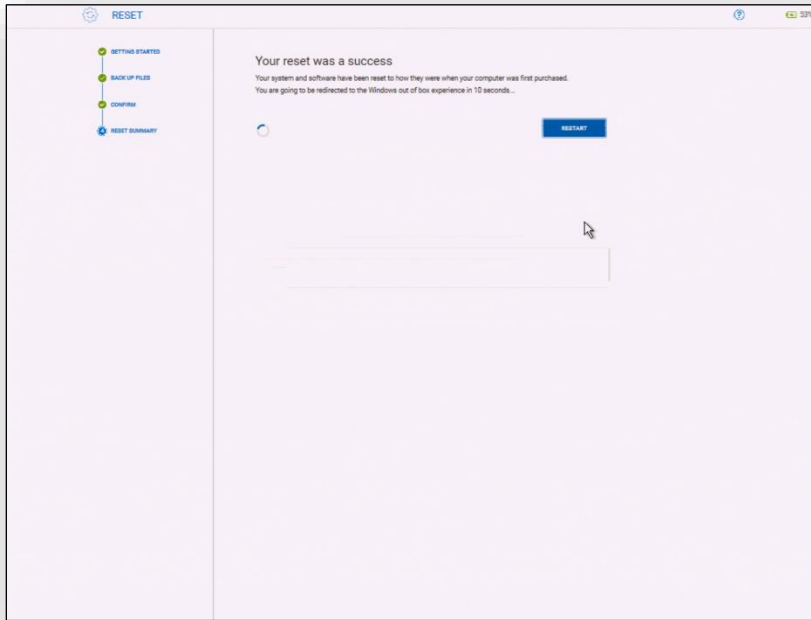 RESET
53%
GETTING STARTED
BACK UP FILES
CONFIRM
4 RESET SUMMARY
Your reset was a success
Your system and software have been reset to how they were when your computer was first purchased.
You are going to be redirected to the Windows out of box experience in 10 seconds...
RESTART